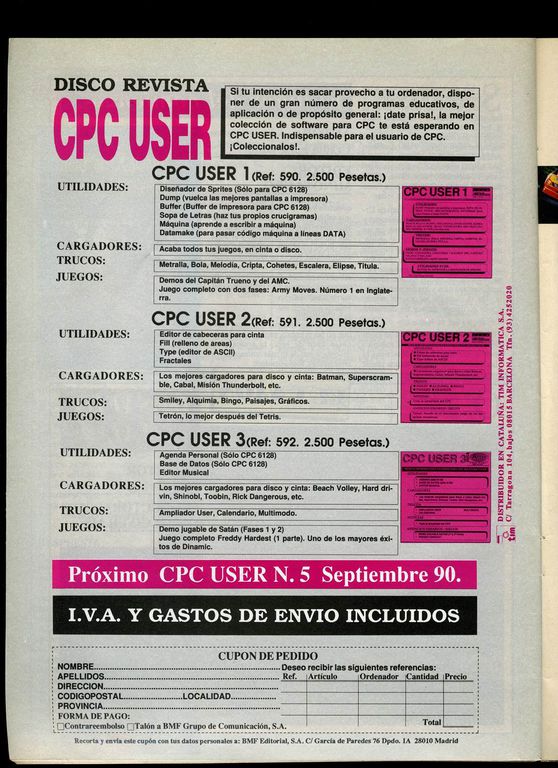 DISCO REVISTA
CPC USER
Si tu intención es sacar provecho a tu ordenador, dispo-
ner de un gran número de programas educativos, de
aplicación o de propósito general: ¡date prisa!, la mejor
colección de software para CPC te está esperando en
CPC USER. Indispensable para el usuario de CPC.
¡Coleccionalos!.
CPC USER 1 (Ref: 590. 2.500 Pesetas.)
UTILIDADES:
Diseñador de Sprites (Sólo para CPC 6128)
Dump (vuelca las mejores pantallas a impresora)
Buffer (Buffer de impresora para CPC 6128)
Sopa de Letras (haz tus propios crucigramas)
Máquina (aprende a escribir a máquina)
Datamake (para pasar código máquina a líneas DATA)
CARGADORES:
Acaba todos tus juegos, en cinta o disco.
TRUCOS:
Metralla, Bola, Melodía, Cripta, Cohetes, Escalera, Elipse, Titula.
JUEGOS:
Demos del Capitán Trueno y del AMC.
Juego completo con dos fases: Army Moves. Número 1 en Inglate-
rra.
CPC USER 1
CPC USER 2 (Ref: 591. 2.500 Pesetas.)
UTILIDADES:
Editor de cabeceras para cinta
Fill (relleno de areas)
Type (editor de ASCII)
Fractales
CARGADORES:
Los mejores cargadores para disco y cinta: Batman, Superscram-
ble, Cabal, Misión Thunderbolt, etc.
TRUCOS:
Smiley, Alquimia, Bingo, Paisajes, Gráficos.
JUEGOS:
Tetrón, lo mejor después del Tetris.
CPC USER 2
CPC USER 3 (Ref: 592. 2.500 Pesetas.)
UTILIDADES:
Agenda Personal (Sólo CPC 6128)
Base de Datos (Sólo CPC 6128)
Editor Musical
CARGADORES:
Los mejores cargadores para disco y cinta: Beach Volley, Hard dri-
vin, Shinobi, Toobin, Rick Dangerous, etc.
TRUCOS:
Ampliador User, Calendario, Multimodo.
JUEGOS:
Demo jugable de Satán (Fases 1 y 2)
Juego completo Freddy Hardest (1 parte). Uno de los mayores éxi-
tos de Dinamic.
CPC USER 3
DISTRIBUIDOR EN CATALUÑA: TIM INFORMATICA S.A.
C/ Tarragona 104, bajos 08015 BARCELONA Tfn. (93) 4252020
tim
Próximo CPC USER N. 5 Septiembre 90.
I.V.A. Y GASTOS DE ENVIO INCLUIDOS
CUPON DE PEDIDO
NOMBRE
APELLIDOS
DIRECCION
CODIGOPOSTAL LOCALIDAD
PROVINCIA
FORMA DE PAGO:
Contrareembolso Talón a BMF Grupo de Comunicación, S.A.
Deseo recibir las siguientes referencias:
Ref. Artículo Ordenador Cantidad Precio
Total
Recorta y envía este cupón con tus datos personales a: BMF Editorial, S.A. C/ García de Paredes 76 Dpdo. IA 28010 Madrid